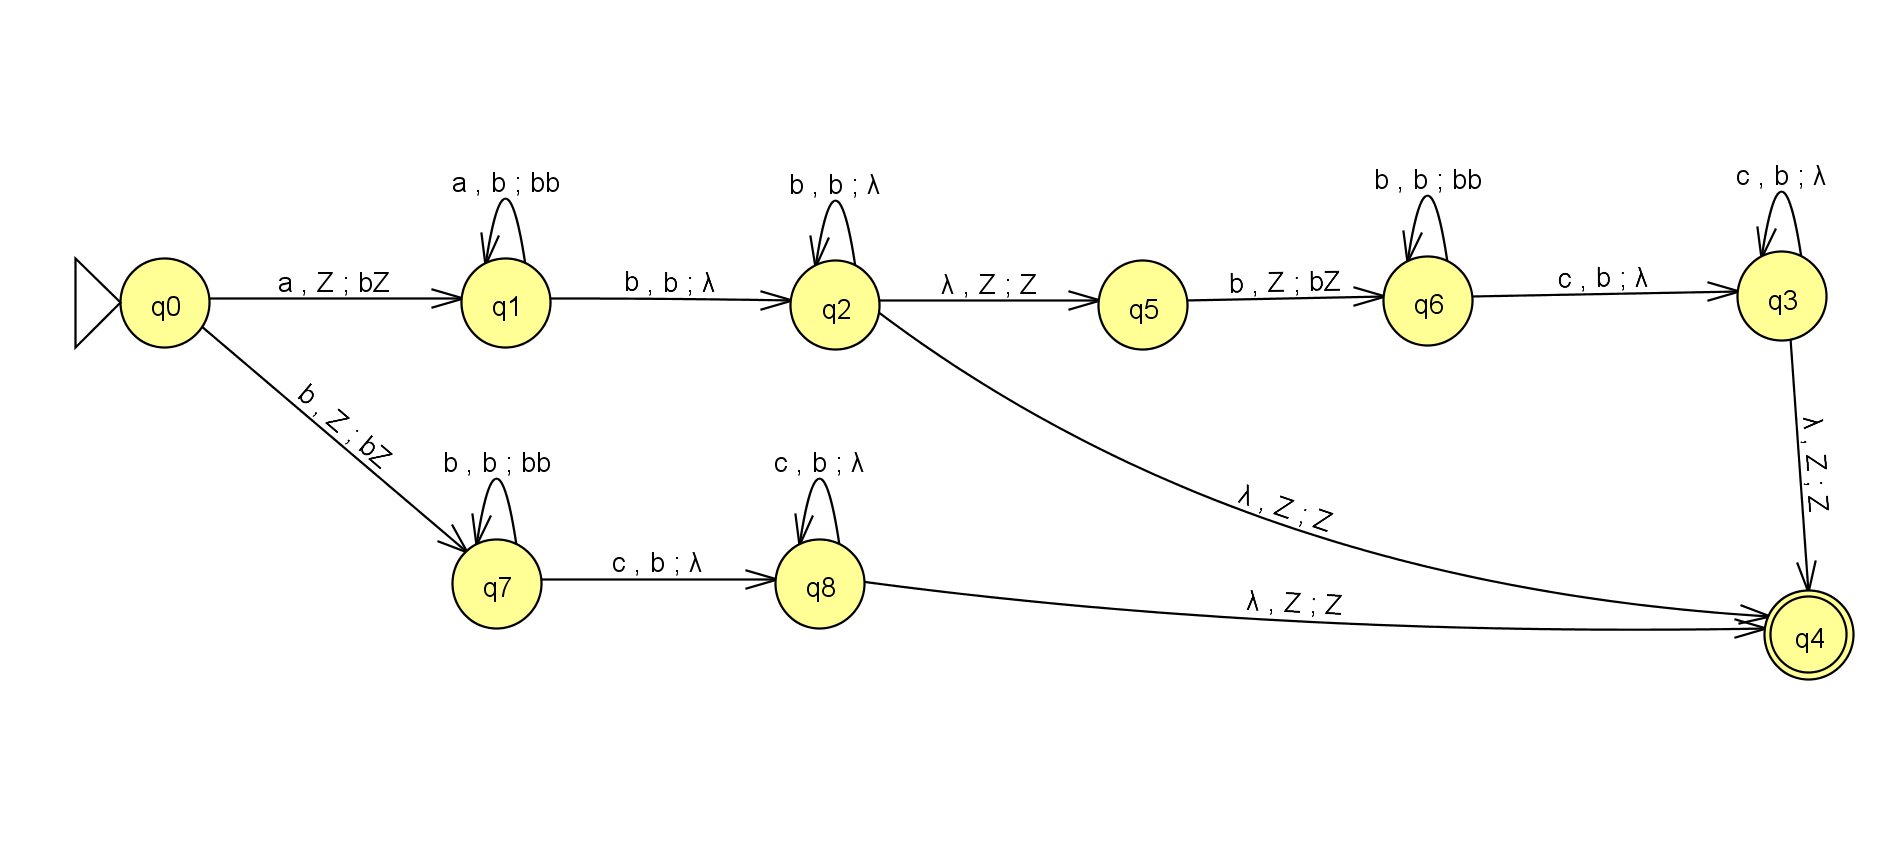 c , b ; λ
b , b ; bb
a , b ; bb
b , b ; λ
c , b ; λ
a , Z ; bZ
b , b ; λ
λ , Z ; Z
b , Z ; bZ
q0
q1
q2
q5
q6
q3
b , Z ; bZ
λ , Z ; Z
b , b ; bb
c , b ; λ
λ , Z ; Z
c , b ; λ
q7
q8
λ , Z ; Z
q4